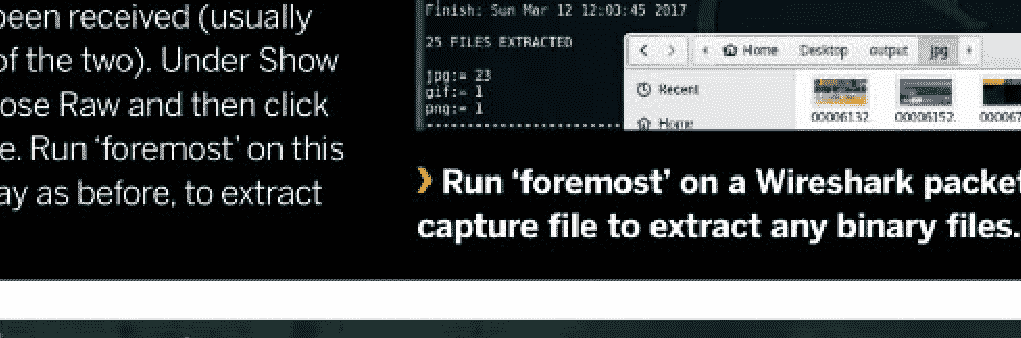 been received (usually
of the two). Under Show
ose Raw and then click
e. Run ‘foremost’ on this
ay as before, to extract
Finish: Sun Mar 12 12:03:45 2017
25 FILES EXTRACTED
jpg:= 23
gif:= 1
png:= 1
Home Desktop output jpg
Recent
Home
00006132. 00006152. 000067
› Run ‘foremost’ on a Wireshark packet
capture file to extract any binary files.